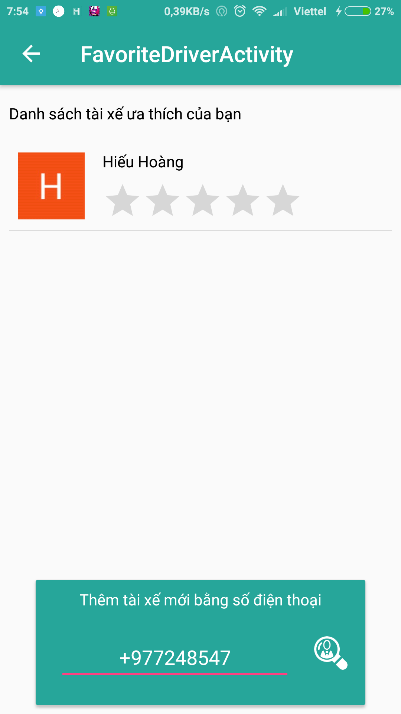 7:54 H 0,39KB/s Viettel 27%
FavoriteDriverActivity
Danh sách tài xế ưa thích của bạn
H
Hiếu Hoàng
Thêm tài xế mới bằng số điện thoại
+977248547